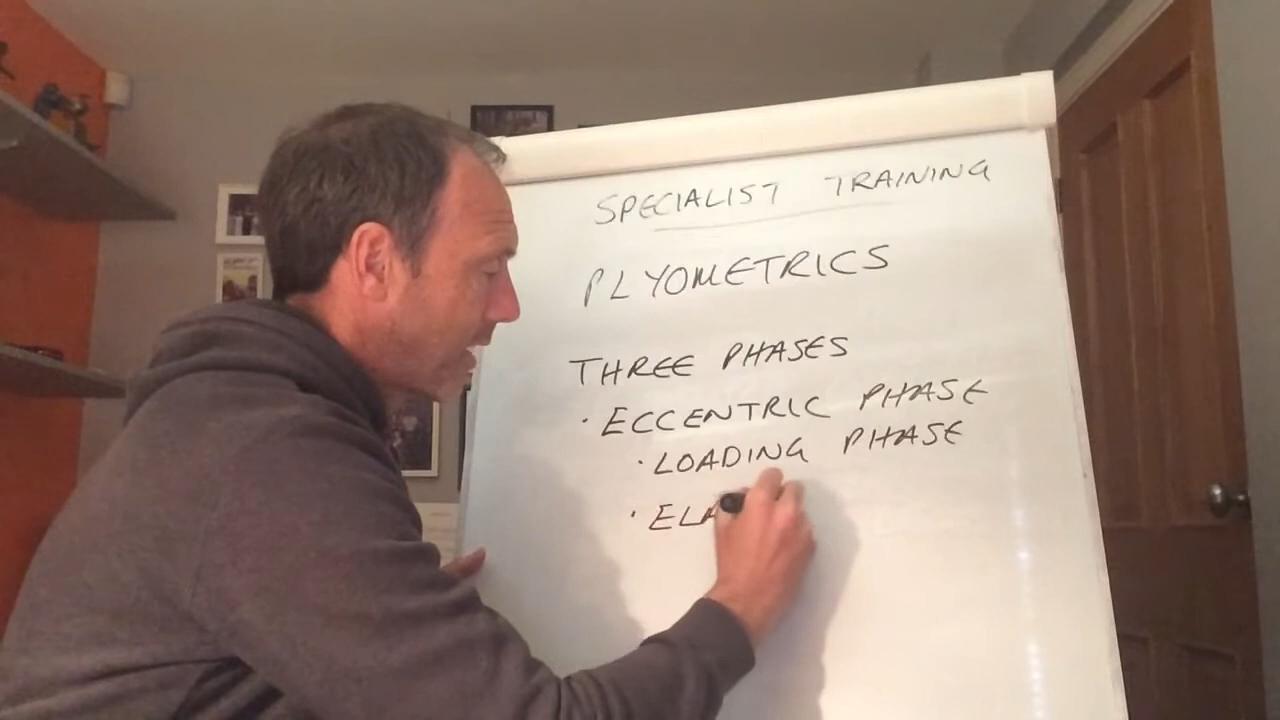 SPECIALIST TRAINING
PLYOMETRICS
THREE PHASES
· ECCENTRIC PHASE
· LOADING PHASE
· ELA